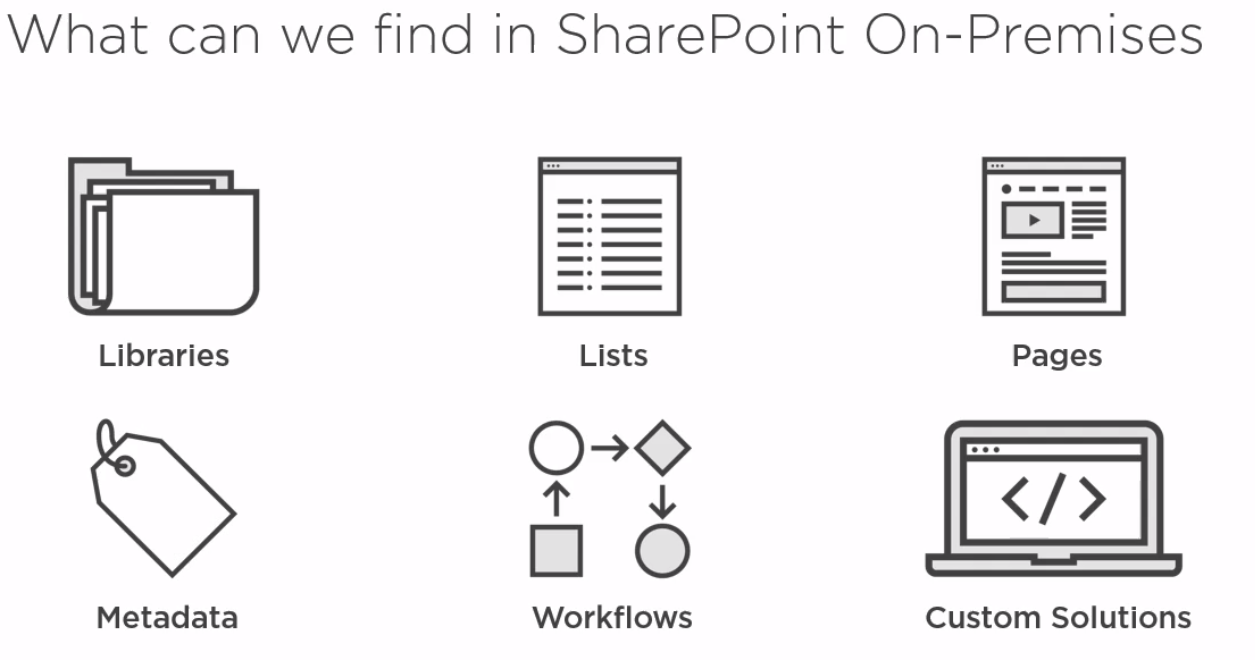 What can we find in SharePoint On-Premises
Libraries
Lists
Pages
Metadata
Workflows
Custom Solutions